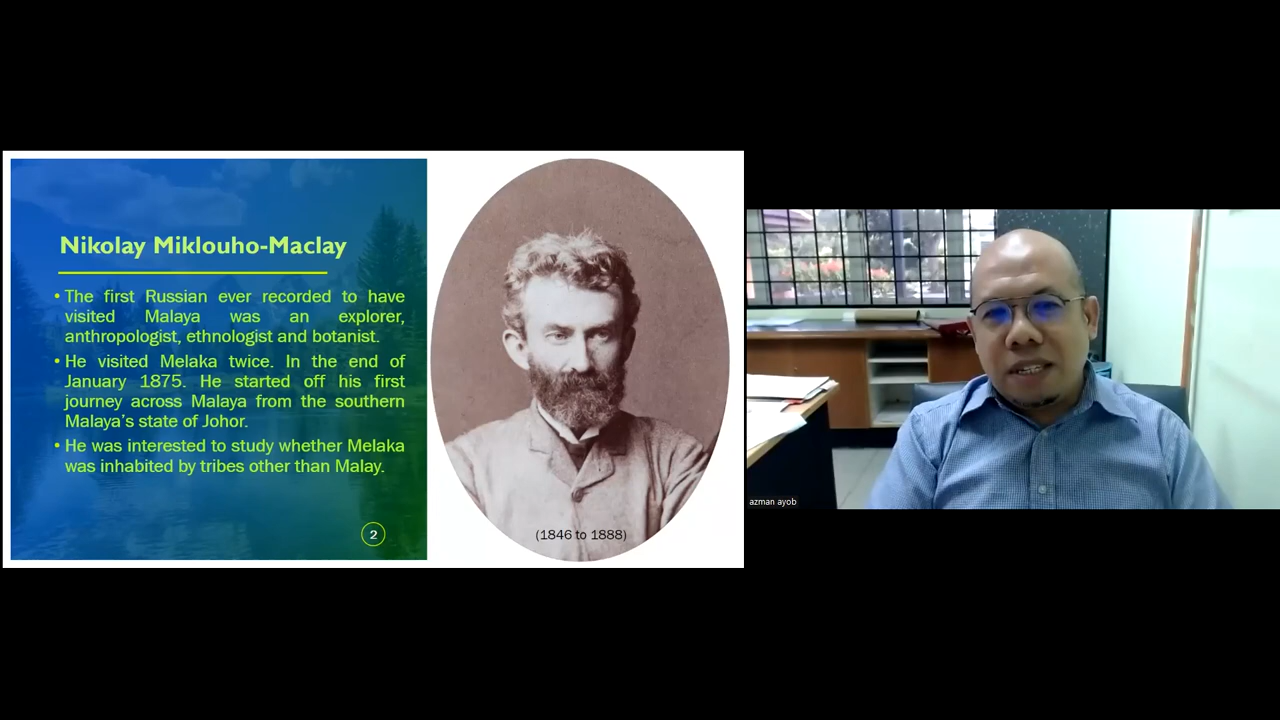 Nikolay Miklouho-Maclay
• The first Russian ever recorded to have
visited Malaya was an explorer,
anthropologist, ethnologist and botanist.
• He visited Melaka twice. In the end of
January 1875. He started off his first
journey across Malaya from the southern
Malaya's state of Johor.
• He was interested to study whether Melaka
was inhabited by tribes other than Malay.
2
(1846 to 1888)
azman ayob